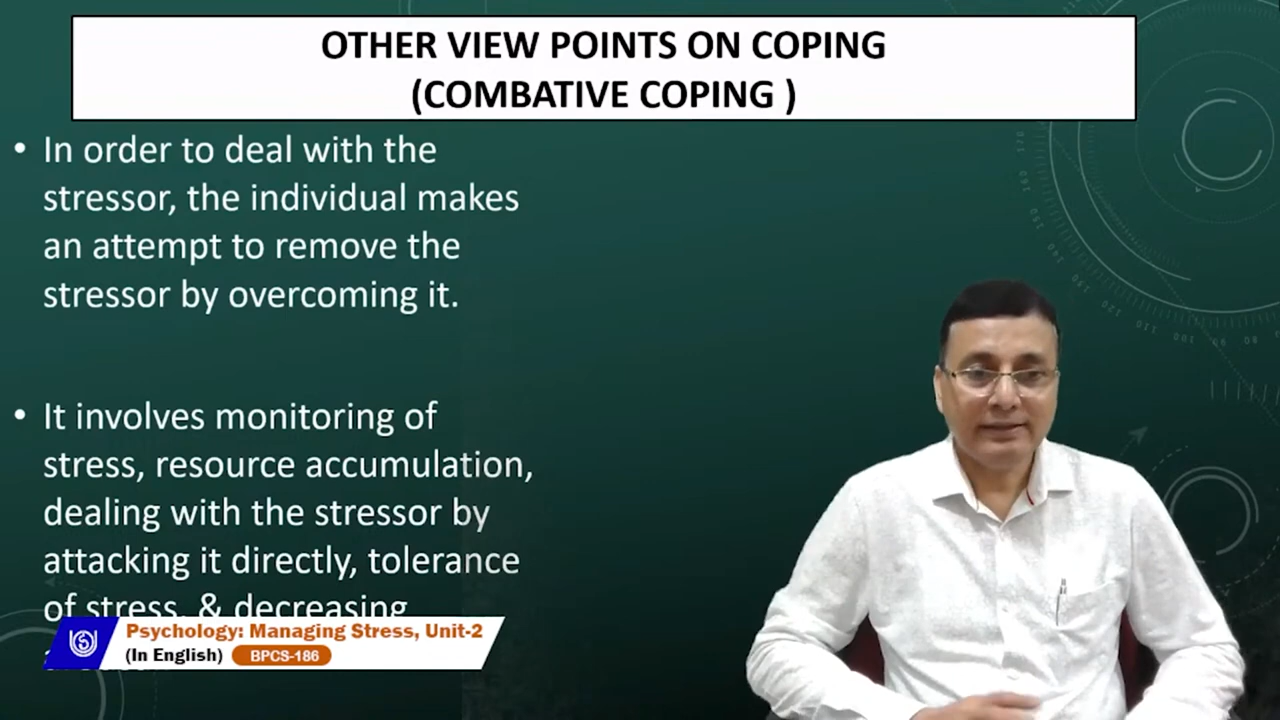 OTHER VIEW POINTS ON COPING
(COMBATIVE COPING )
• In order to deal with the
stressor, the individual makes
an attempt to remove the
stressor by overcoming it.
• It involves monitoring of
stress, resource accumulation,
dealing with the stressor by
attacking it directly, tolerance
of stress, & decreasing
Psychology: Managing Stress, Unit-2
(In English) BPCS-186